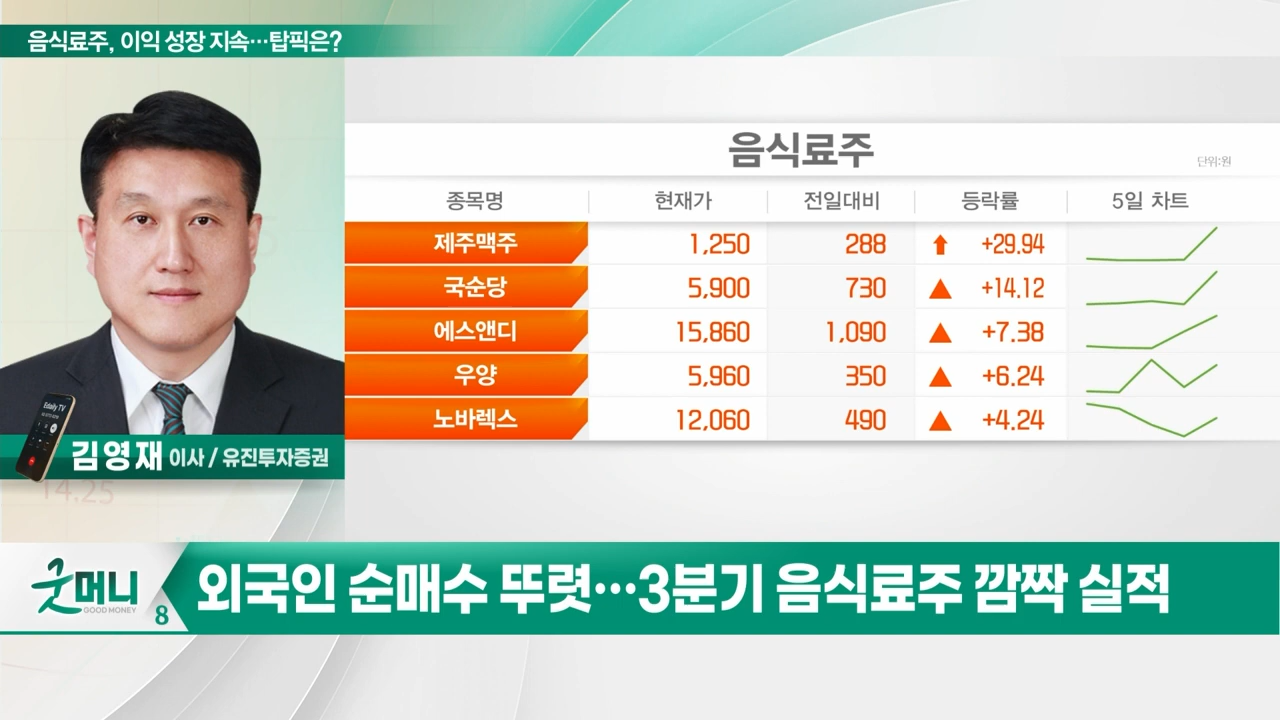 음식료주, 이익 성장 지속…탑픽은?
음식료주
단위:원
종목명 현재가 전일대비 등락률 5일 차트
제주맥주 1,250 288 +29.94
국순당 5,900 730 ▲ +14.12
에스앤디 15,860 1,090 ▲ +7.38
우양 5,960 350 ▲ +6.24
노바렉스 12,060 490 ▲ +4.24
Edaily TV
김영재 이사 / 유진투자증권
14.25
굿머니
GOOD MONEY
8
외국인 순매수 뚜렷…3분기 음식료주 깜짝 실적